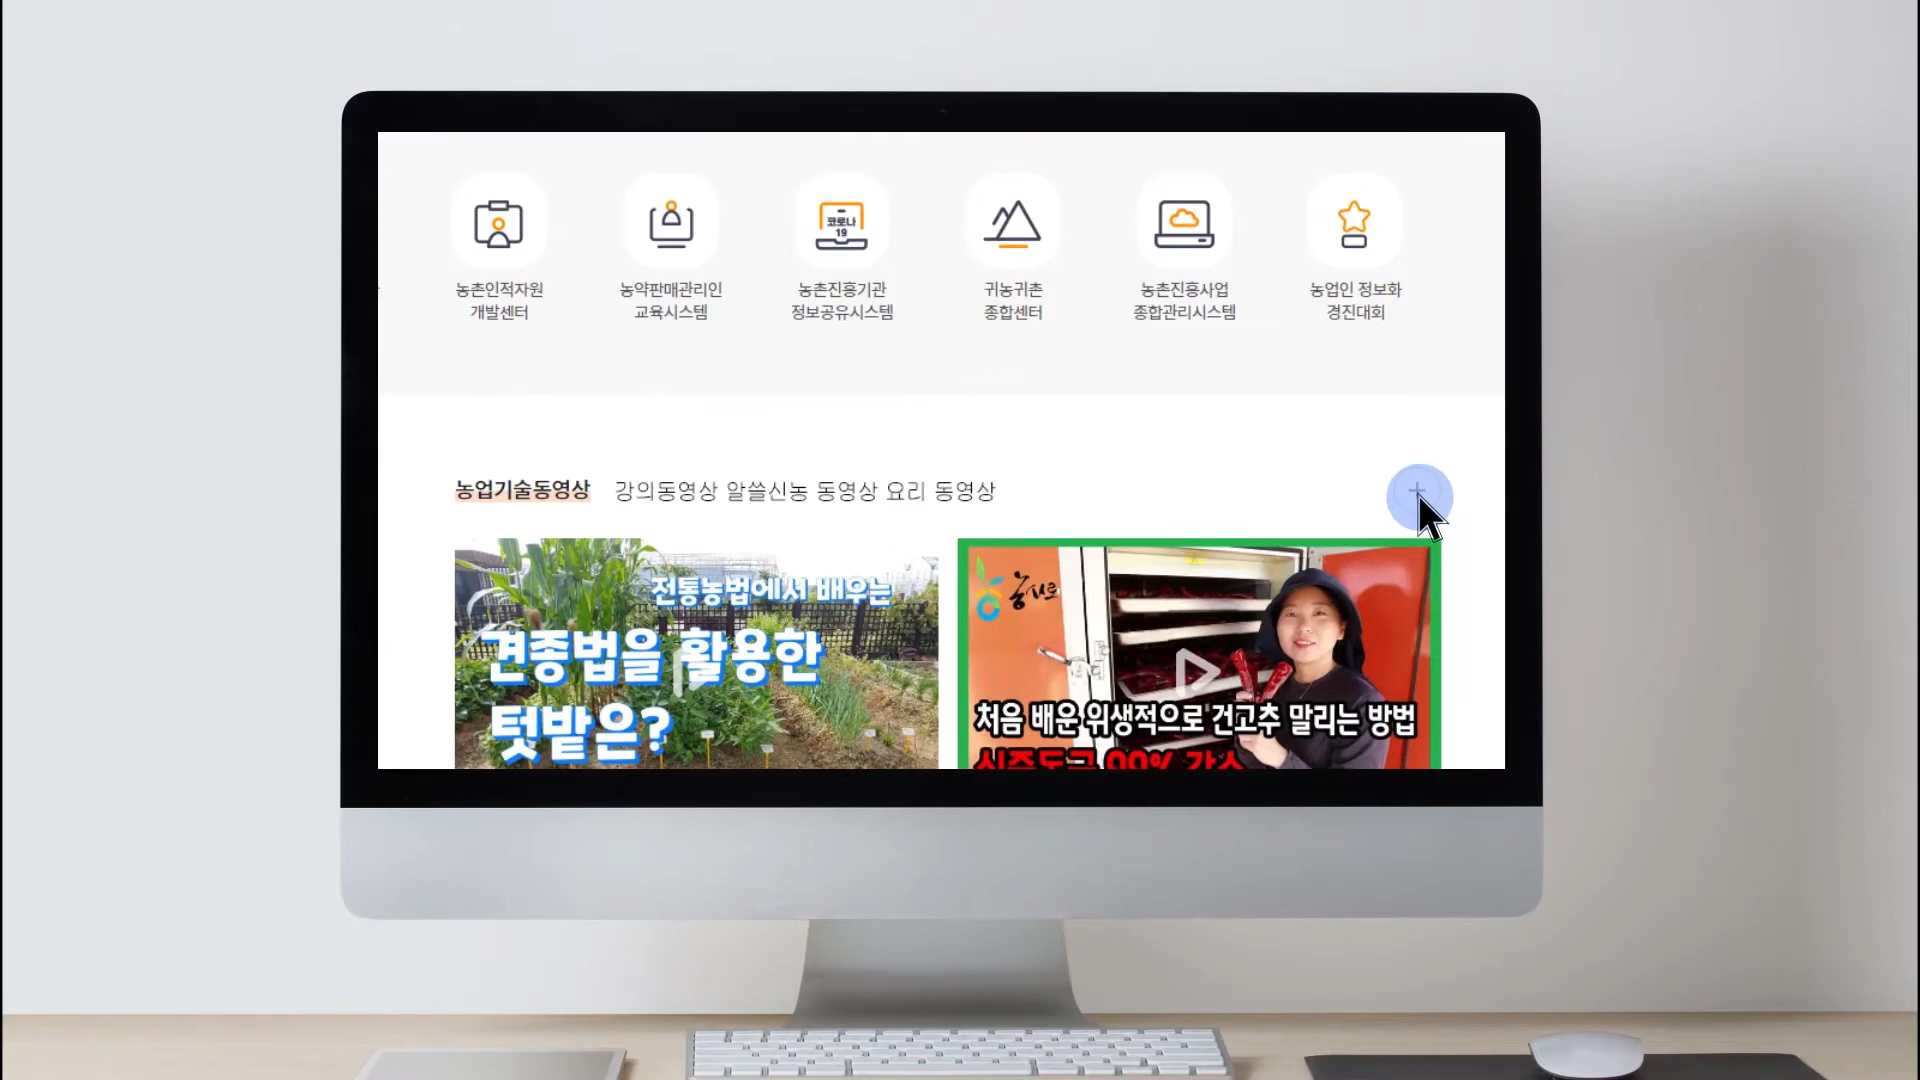 코로나
19
농촌인적자원
개발센터
농약판매관리인
교육시스템
농촌진흥기관
정보공유시스템
귀농귀촌
종합센터
농촌진흥사업
종합관리시스템
농업인 정보화
경진대회
농업기술동영상 강의동영상 알쓸신농 동영상 요리 동영상
전통농법에서 배우는
견종법을 활용한
텃밭은?
농사로
처음 배운 위생적으로 건고추 말리는 방법
99% 감소